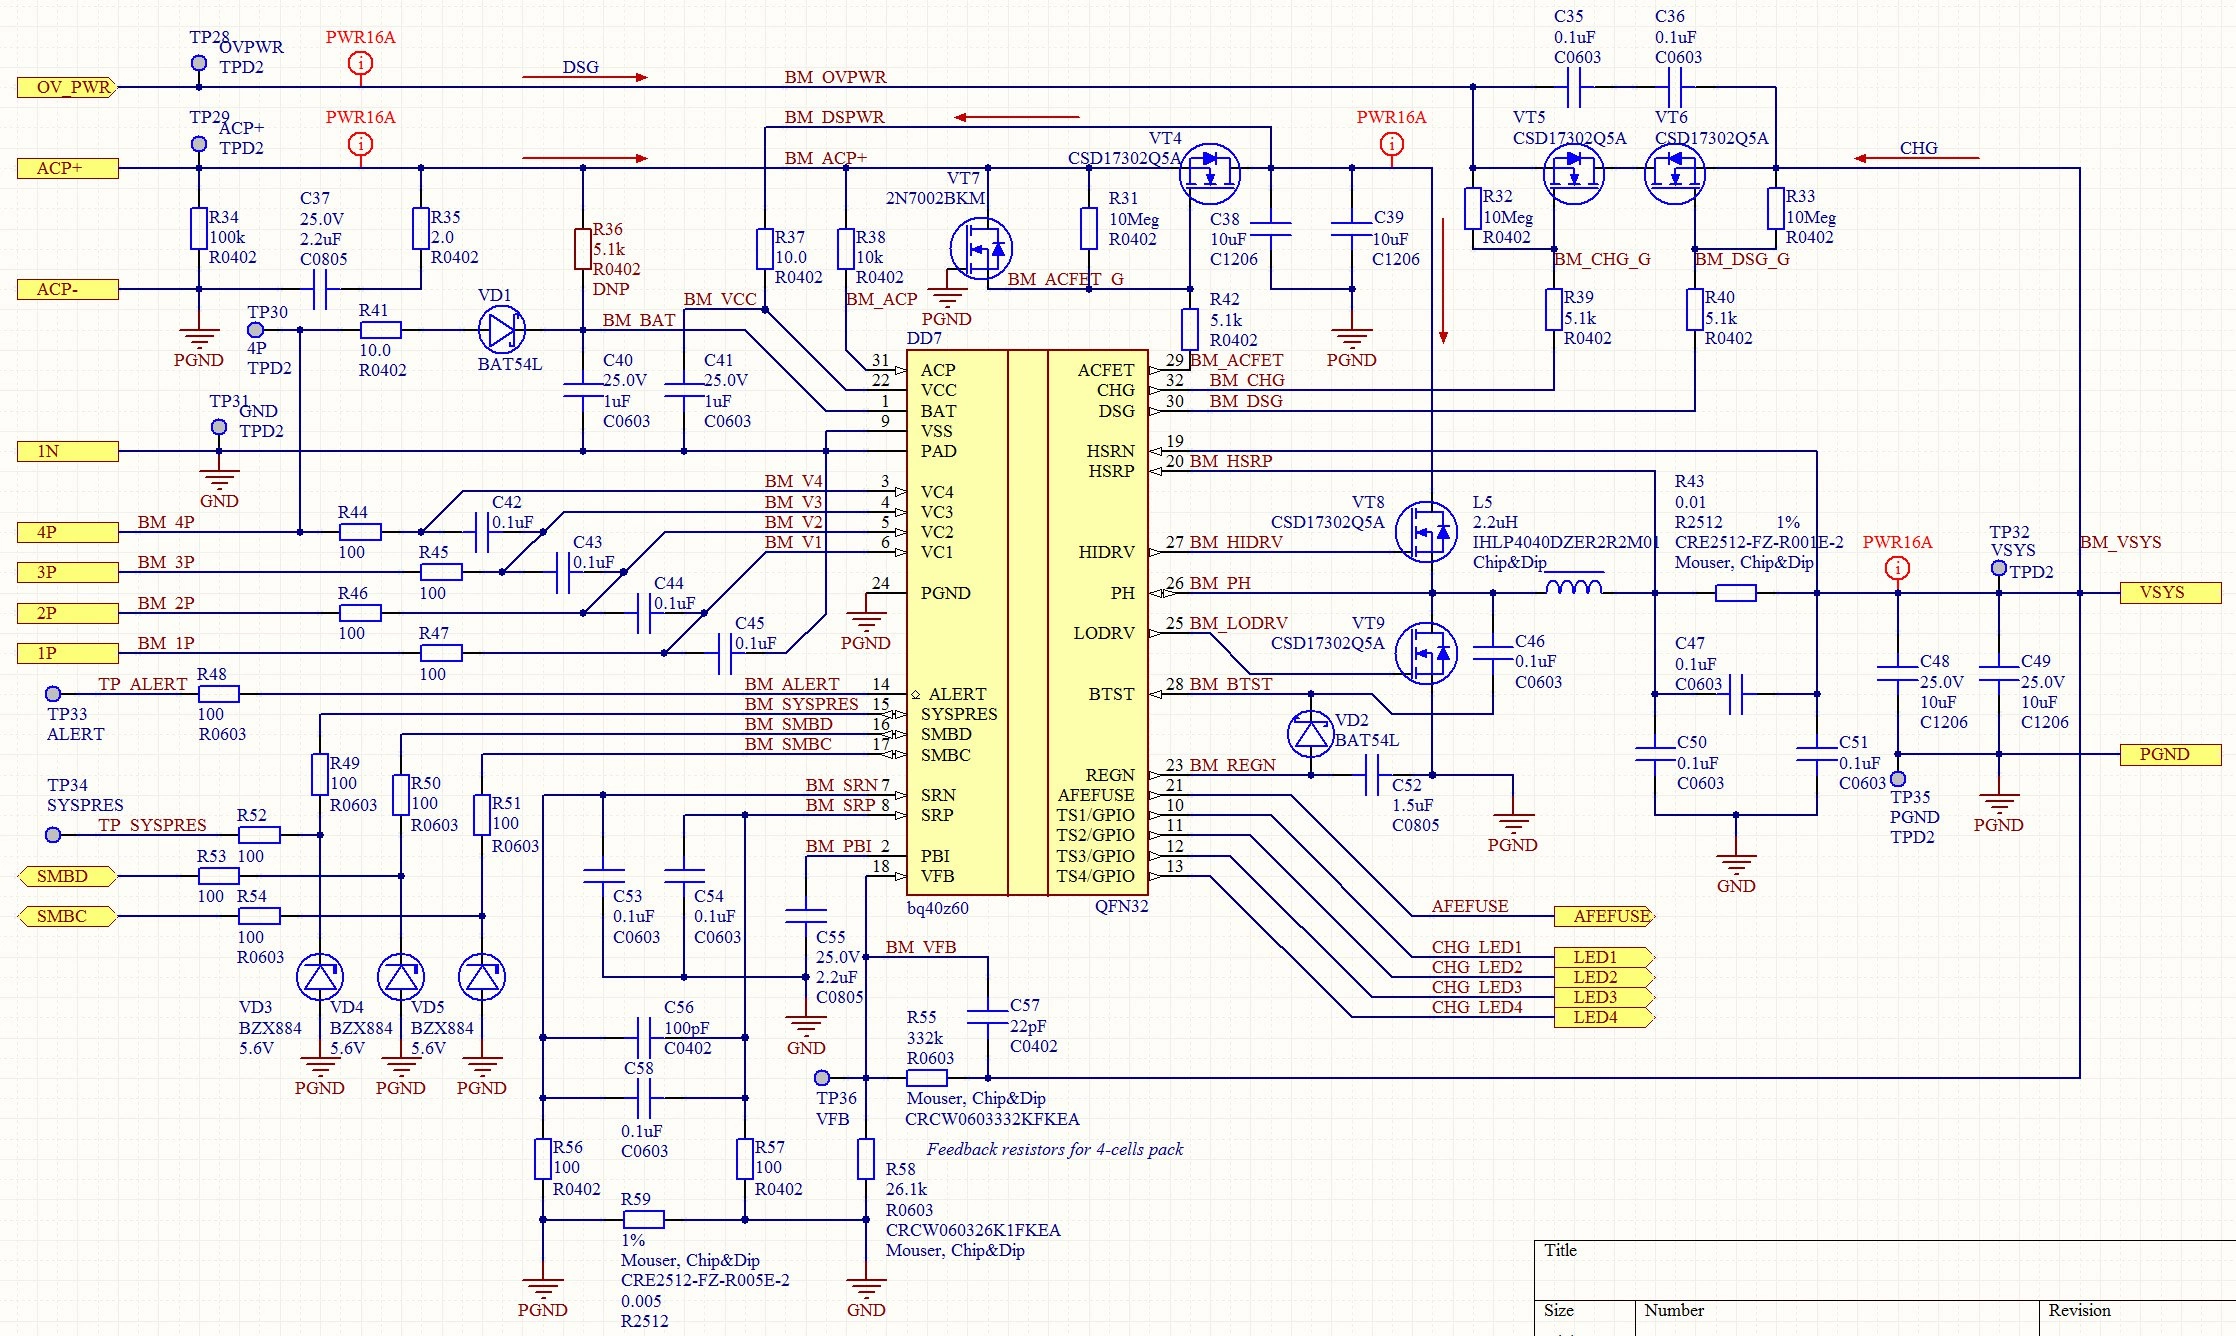 C35
0.1uF
C0603
C36
0.1uF
C0603
TP28
OVPWR
TPD2
PWR16A
DSG
BM_OVPWR
OV_PWR
TP29
ACP+
TPD2
PWR16A
BM_DSPWR
VT4
CSD17302Q5A
PWR16A
VT5
CSD17302Q5A
VT6
CSD17302Q5A
CHG
ACP+
BM_ACP+
VT7
2N7002BKM
R34
100k
R0402
C37
25.0V
2.2uF
C0805
R35
2.0
R0402
R36
5.1k
R0402
DNP
R37
10.0
R0402
R38
10k
R0402
R31
10Meg
R0402
C38
10uF
C1206
C39
10uF
C1206
R32
10Meg
R0402
R33
10Meg
R0402
BM_CHG_G
BM_DSG_G
ACP-
BM_ACFET_G
BM_VCC
BM_ACP
PGND
PGND
TP30
4P
TPD2
R41
10.0
R0402
VD1
BAT54L
BM_BAT
R42
5.1k
R0402
PGND
R39
5.1k
R0402
R40
5.1k
R0402
DD7
C40
25.0V
1uF
C0603
C41
25.0V
1uF
C0603
31 ACP
22 VCC
1 BAT
9 VSS
PAD
ACFET 29 BM_ACFET
CHG 32 BM_CHG
DSG 30 BM_DSG
HSRN 19
HSRP 20 BM_HSRP
TP31
GND
TPD2
1N
GND
BM_V4 3 VC4
BM_V3 4 VC3
BM_V2 5 VC2
BM_V1 6 VC1
24 PGND
PGND
4P
BM_4P
R44
100
C42
0.1uF
3P
BM_3P
R45
100
C43
0.1uF
2P
BM_2P
R46
100
C44
0.1uF
1P
BM_1P
R47
100
C45
0.1uF
HIDRV 27 BM_HIDRV
PH 26 BM_PH
LODRV 25 BM_LODRV
BTST 28 BM_BTST
VT8
CSD17302Q5A
L5
2.2uH
IHLP4040DZER2R2M01
Chip&Dip
R43
0.01
R2512 1%
CRE2512-FZ-R001E-2
Mouser, Chip&Dip
PWR16A
TP32
VSYS
TPD2
BM_VSYS
VSYS
VT9
CSD17302Q5A
C46
0.1uF
C0603
C47
0.1uF
C0603
C48
25.0V
10uF
C1206
C49
25.0V
10uF
C1206
PGND
TP33
ALERT
TP_ALERT
R48
100
R0603
BM_ALERT 14 ALERT
BM_SYSPRES 15 SYSPRES
BM_SMBD 16 SMBD
BM_SMBC 17 SMBC
VD2
BAT54L
REGN 23 BM_REGN
C52
1.5uF
C0805
PGND
C50
0.1uF
C0603
C51
0.1uF
C0603
GND
TP35
PGND
TPD2
PGND
R49
100
R0603
R50
100
R0603
R51
100
R0603
TP34
SYSPRES
TP_SYSPRES
R52
100
SMBD
R53
100
SMBC
R54
100
R0603
BM_SRN 7 SRN
BM_SRP 8 SRP
BM_PBI 2 PBI
18 VFB
AFEFUSE 21
TS1/GPIO 10
TS2/GPIO 11
TS3/GPIO 12
TS4/GPIO 13
bq40z60
QFN32
C53
0.1uF
C0603
C54
0.1uF
C0603
C55
25.0V
2.2uF
C0805
GND
BM_VFB
AFEFUSE
AFEFUSE
CHG_LED1
LED1
CHG_LED2
LED2
CHG_LED3
LED3
CHG_LED4
LED4
VD3
BZX884
5.6V
VD4
BZX884
5.6V
VD5
BZX884
5.6V
PGND
PGND
PGND
C56
100pF
C0402
C58
0.1uF
C0603
R55
332k
R0603
C57
22pF
C0402
TP36
VFB
Mouser, Chip&Dip
CRCW0603332KFKEA
Feedback resistors for 4-cells pack
R56
100
R0402
R57
100
R0402
R58
26.1k
R0603
CRCW060326K1FKEA
Mouser, Chip&Dip
R59
1%
Mouser, Chip&Dip
CRE2512-FZ-R005E-2
0.005
R2512
PGND
GND
Title
Size
Number
Revision